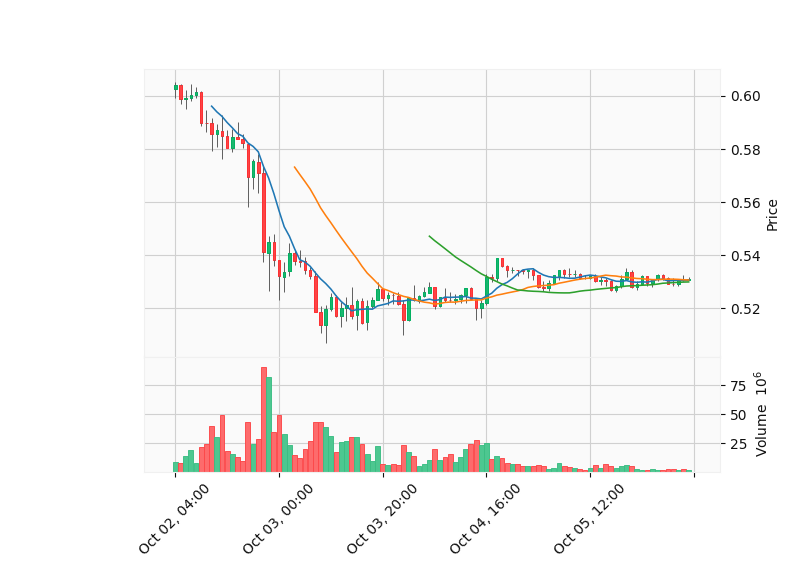 0.60
0.58
0.56
0.54
0.52
Price
75
50
25
Volume 10^6
Oct 02, 04:00
Oct 03, 00:00
Oct 03, 20:00
Oct 04, 16:00
Oct 05, 12:00